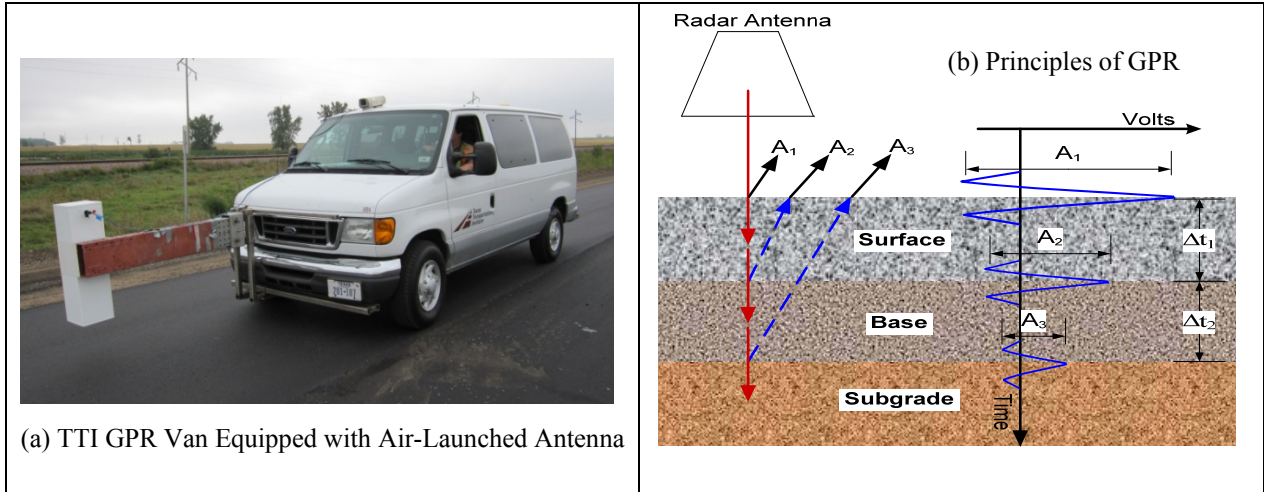 (a) TTI GPR Van Equipped with Air-Launched Antenna
Radar Antenna
(b) Principles of GPR
Volts
A1
A2
A3
A1
Surface
A2
Δt1
Base
A3
Δt2
Subgrade
Time